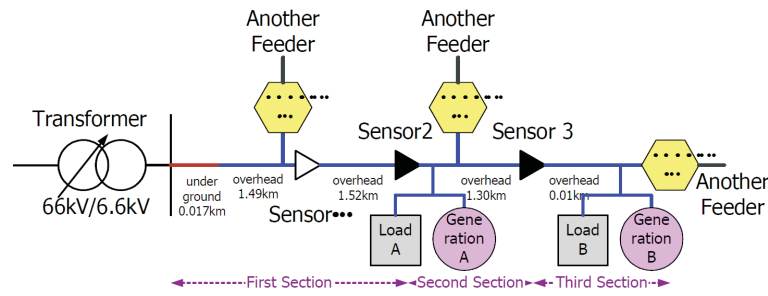 Another
Feeder
Another
Feeder
Transformer
66kV/6.6kV
under
ground
0.017km
overhead
1.49km
Sensor•••
overhead
1.52km
Sensor2
overhead
1.30km
Sensor 3
overhead
0.01km
Another
Feeder
Load
A
Gene
ration
A
Load
B
Gene
ration
B
First Section
Second Section
Third Section